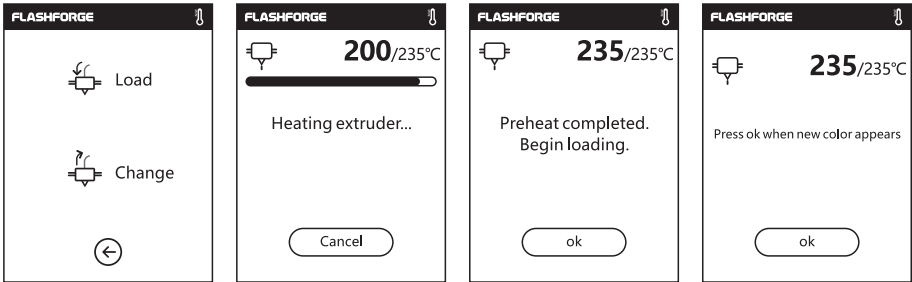 FLASHFORGE
Load
Change
FLASHFORGE
200/235℃
Heating extruder...
Cancel
FLASHFORGE
235/235℃
Preheat completed.
Begin loading.
ok
FLASHFORGE
235/235℃
Press ok when new color appears
ok